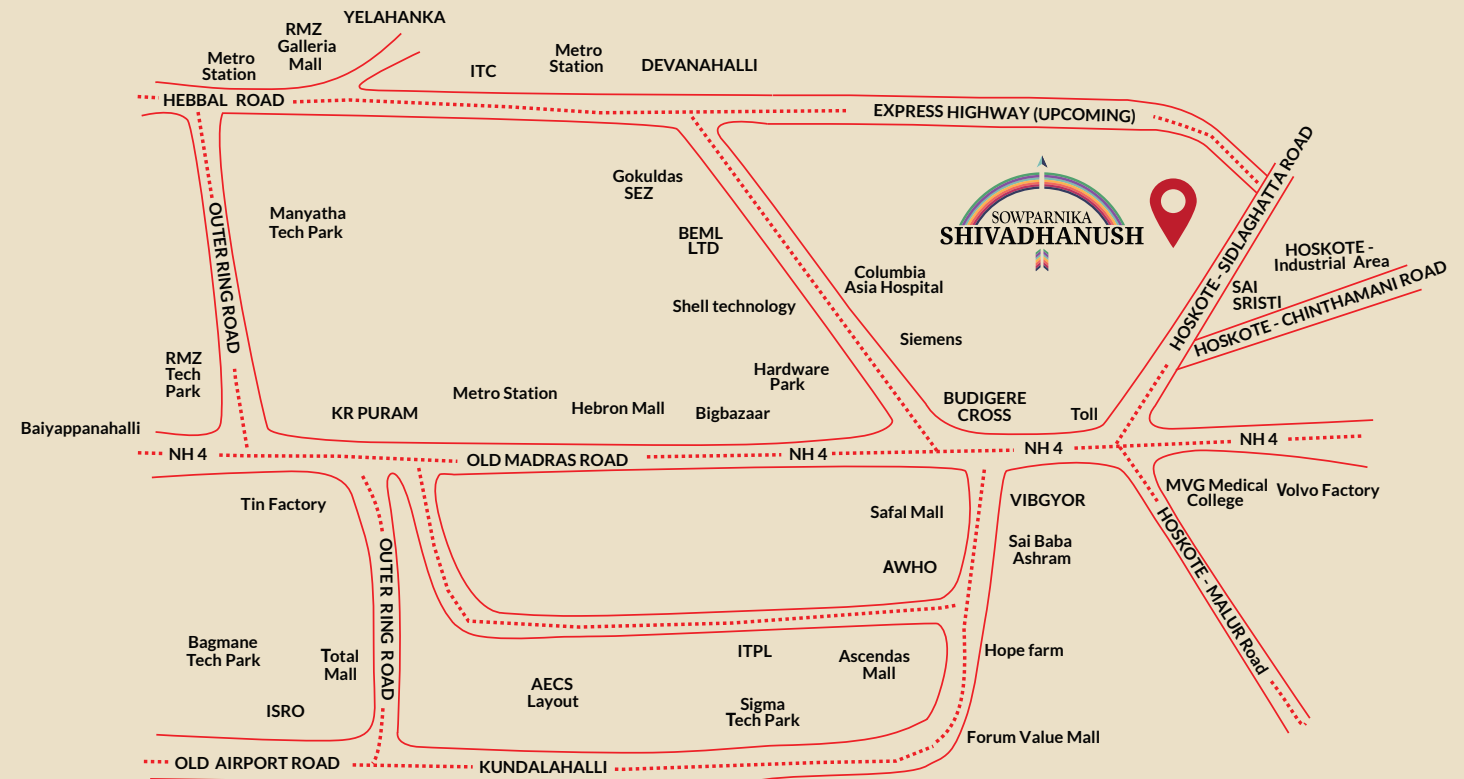 YELAHANKA
RMZ
Galleria
Mall
Metro
Station
ITC
Metro
Station
DEVANAHALLI
HEBBAL ROAD
EXPRESS HIGHWAY (UPCOMING)
Gokuldas
SEZ
Manyatha
Tech Park
OUTER RING ROAD
BEML
LTD
SOWPARNIKA
SHIVADHANUSH
HOSKOTE - SIDLAGHATTA ROAD
HOSKOTE -
Industrial Area
Columbia
Asia Hospital
SAI
SRISTI
HOSKOTE - CHINTHAMANI ROAD
Shell technology
Siemens
RMZ
Tech
Park
Hardware
Park
Metro Station
Hebron Mall
Bigbazaar
KR PURAM
BUDIGERE
CROSS
Toll
Baiyappanahalli
NH 4
OLD MADRAS ROAD
NH 4
NH 4
NH 4
Tin Factory
Safal Mall
VIBGYOR
MVG Medical
College
Volvo Factory
Sai Baba
Ashram
AWHO
OUTER RING ROAD
HOSKOTE - MALUR Road
Bagmane
Tech Park
Total
Mall
ITPL
Ascendas
Mall
Hope farm
AECS
Layout
Sigma
Tech Park
ISRO
Forum Value Mall
OLD AIRPORT ROAD
KUNDALAHALLI